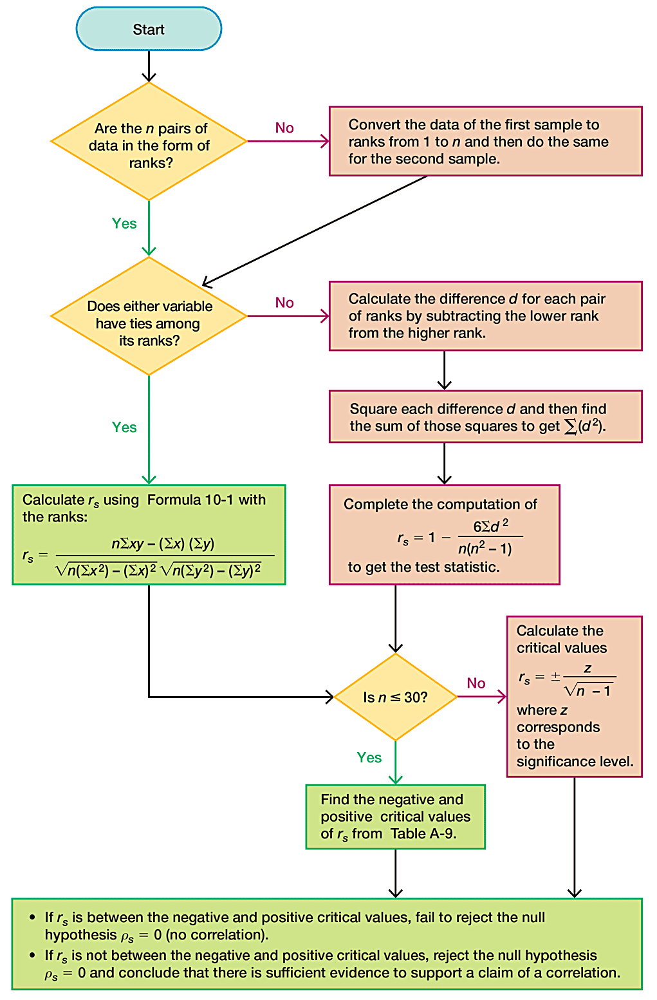 Start
Are the n pairs of
data in the form of
ranks?
No
Convert the data of the first sample to
ranks from 1 to n and then do the same
for the second sample.
Yes
Does either variable
have ties among
its ranks?
No
Calculate the difference d for each pair
of ranks by subtracting the lower rank
from the higher rank.
Square each difference d and then find
the sum of those squares to get ∑(d²).
Yes
Calculate rₛ using Formula 10-1 with
the ranks:
rₛ = nΣxy – (Σx) (Σy) / √n(Σx²) – (Σx)² √n(Σy²) – (Σy)²
Complete the computation of
rₛ = 1 – 6Σd² / n(n² – 1)
to get the test statistic.
Is n ≤ 30?
No
Calculate the
critical values
rₛ = ± z / √n – 1
where z
corresponds
to the
significance level.
Yes
Find the negative and
positive critical values
of rₛ from Table A-9.
• If rₛ is between the negative and positive critical values, fail to reject the null
hypothesis ρₛ = 0 (no correlation).
• If rₛ is not between the negative and positive critical values, reject the null hypothesis
ρₛ = 0 and conclude that there is sufficient evidence to support a claim of a correlation.